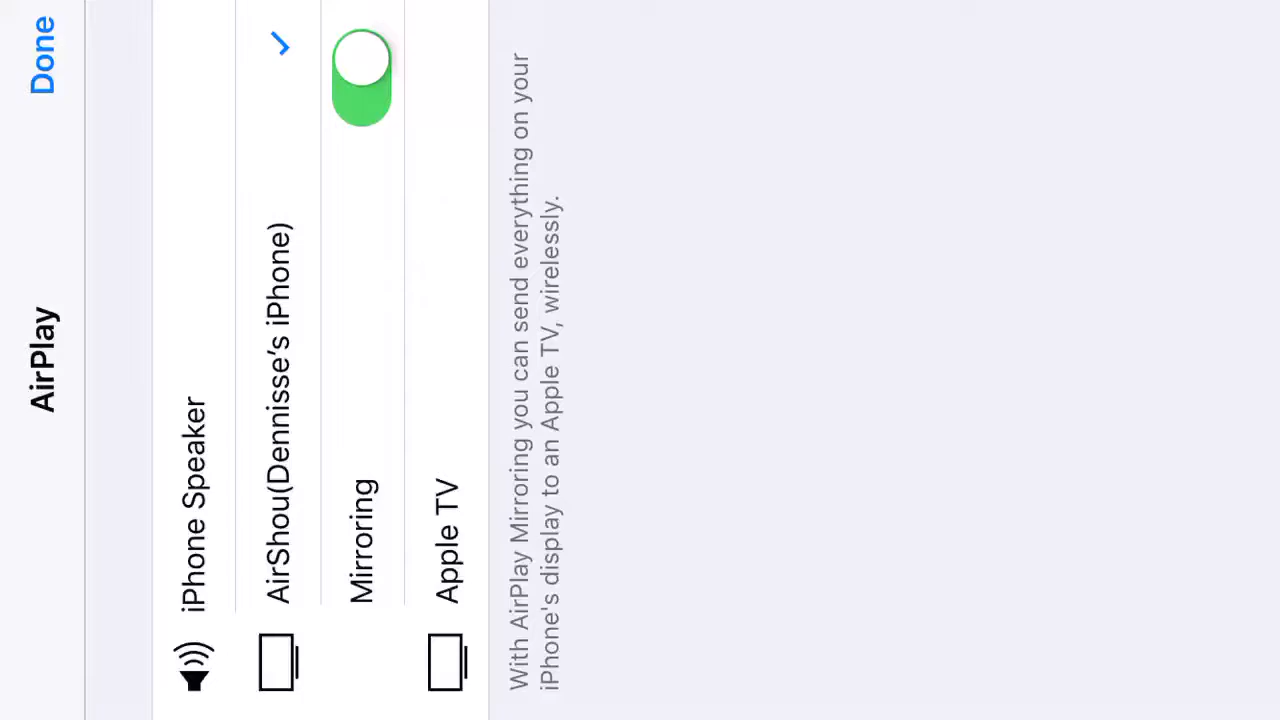 AirPlay
Done
iPhone Speaker
AirShou(Dennisse's iPhone)
Mirroring
Apple TV
With AirPlay Mirroring you can send everything on your
iPhone's display to an Apple TV, wirelessly.